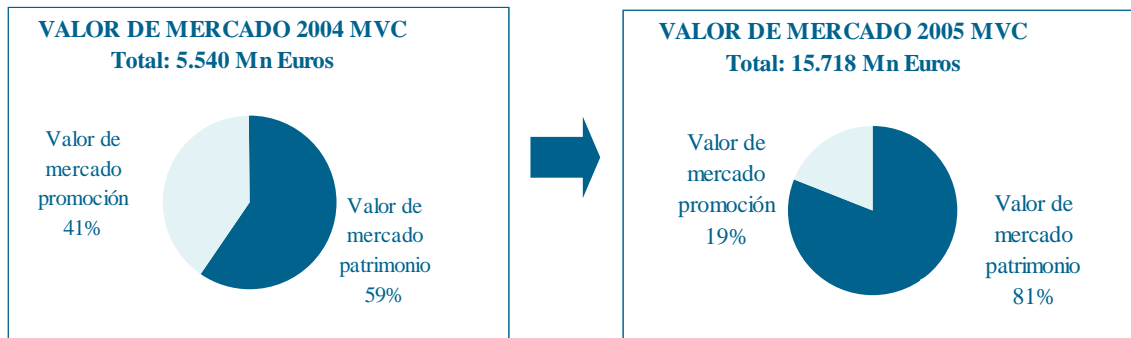 VALOR DE MERCADO 2004 MVC
Total: 5.540 Mn Euros
Valor de
mercado
promoción
41%
Valor de
mercado
patrimonio
59%
VALOR DE MERCADO 2005 MVC
Total: 15.718 Mn Euros
Valor de
mercado
promoción
19%
Valor de
mercado
patrimonio
81%